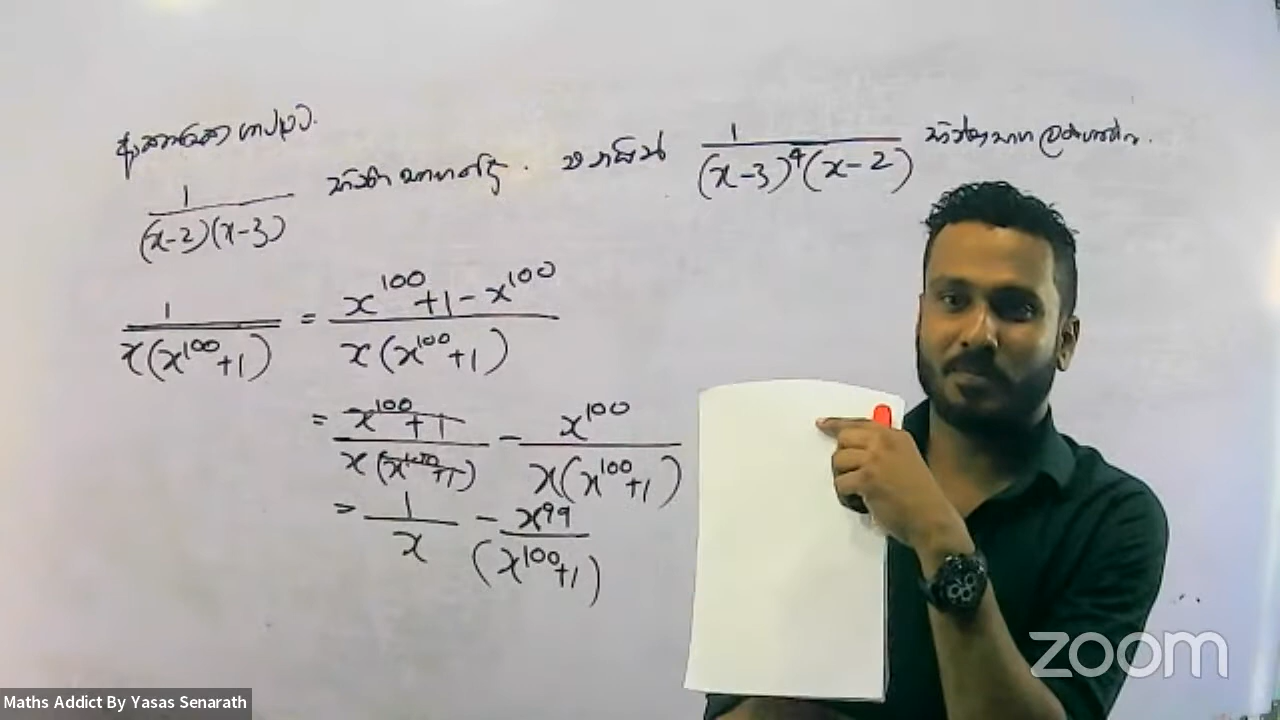 1/(x-2)(x-3)
1/((x-3)^4(x-2))
1/(x(x^100+1)) = (x^100+1-x^100)/(x(x^100+1))
= (x^100+1)/(x(x^100+1)) - x^100/(x(x^100+1))
= 1/x - x^99/(x^100+1)
zoom
Maths Addict By Yasas Senarath